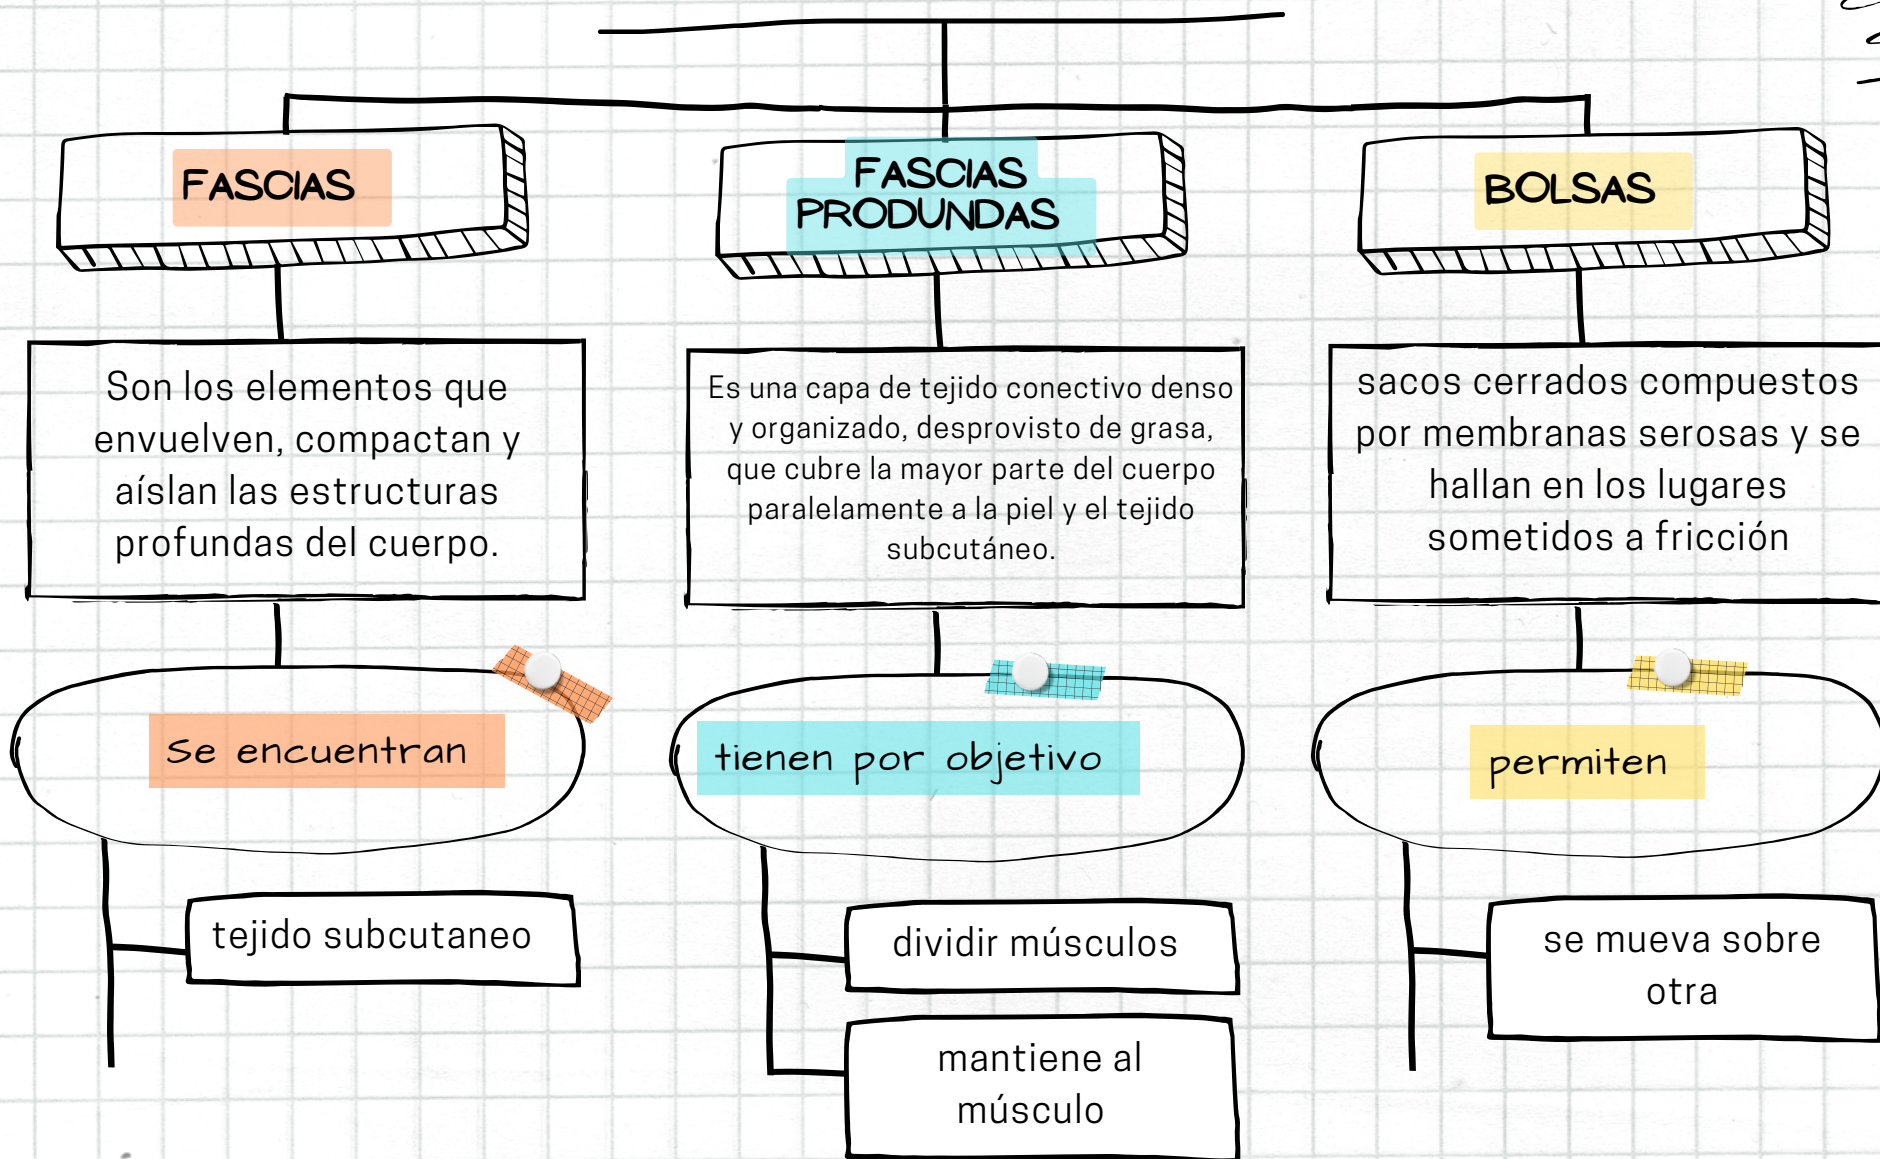 FASCIAS
Son los elementos que
envuelven, compactan y
aíslan las estructuras
profundas del cuerpo.
Se encuentran
tejido subcutaneo
FASCIAS
PRODUNDAS
Es una capa de tejido conectivo denso
y organizado, desprovisto de grasa,
que cubre la mayor parte del cuerpo
paralelamente a la piel y el tejido
subcutáneo.
tienen por objetivo
dividir músculos
mantiene al
músculo
BOLSAS
sacos cerrados compuestos
por membranas serosas y se
hallan en los lugares
sometidos a fricción
permiten
se mueva sobre
otra